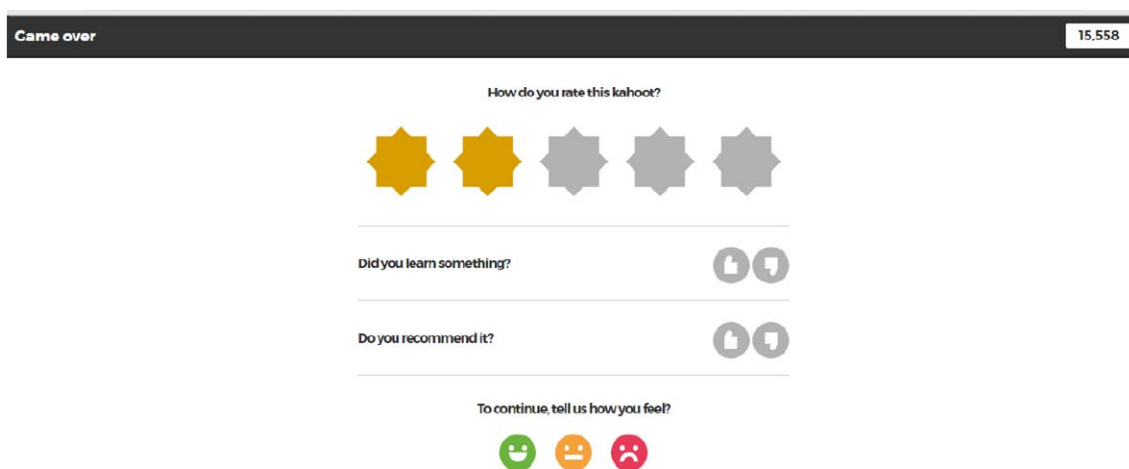 Game over
15,558
How do you rate this kahoot?
Did you learn something?
Do you recommend it?
To continue, tell us how you feel?